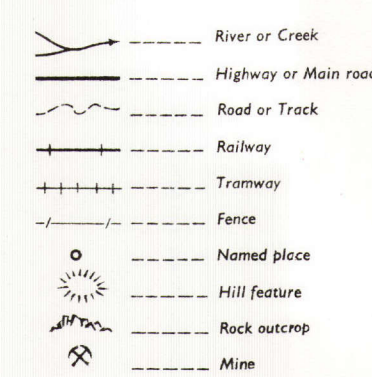 River or Creek
Highway or Main road
Road or Track
Railway
Tramway
Fence
Named place
Hill feature
Rock outcrop
Mine